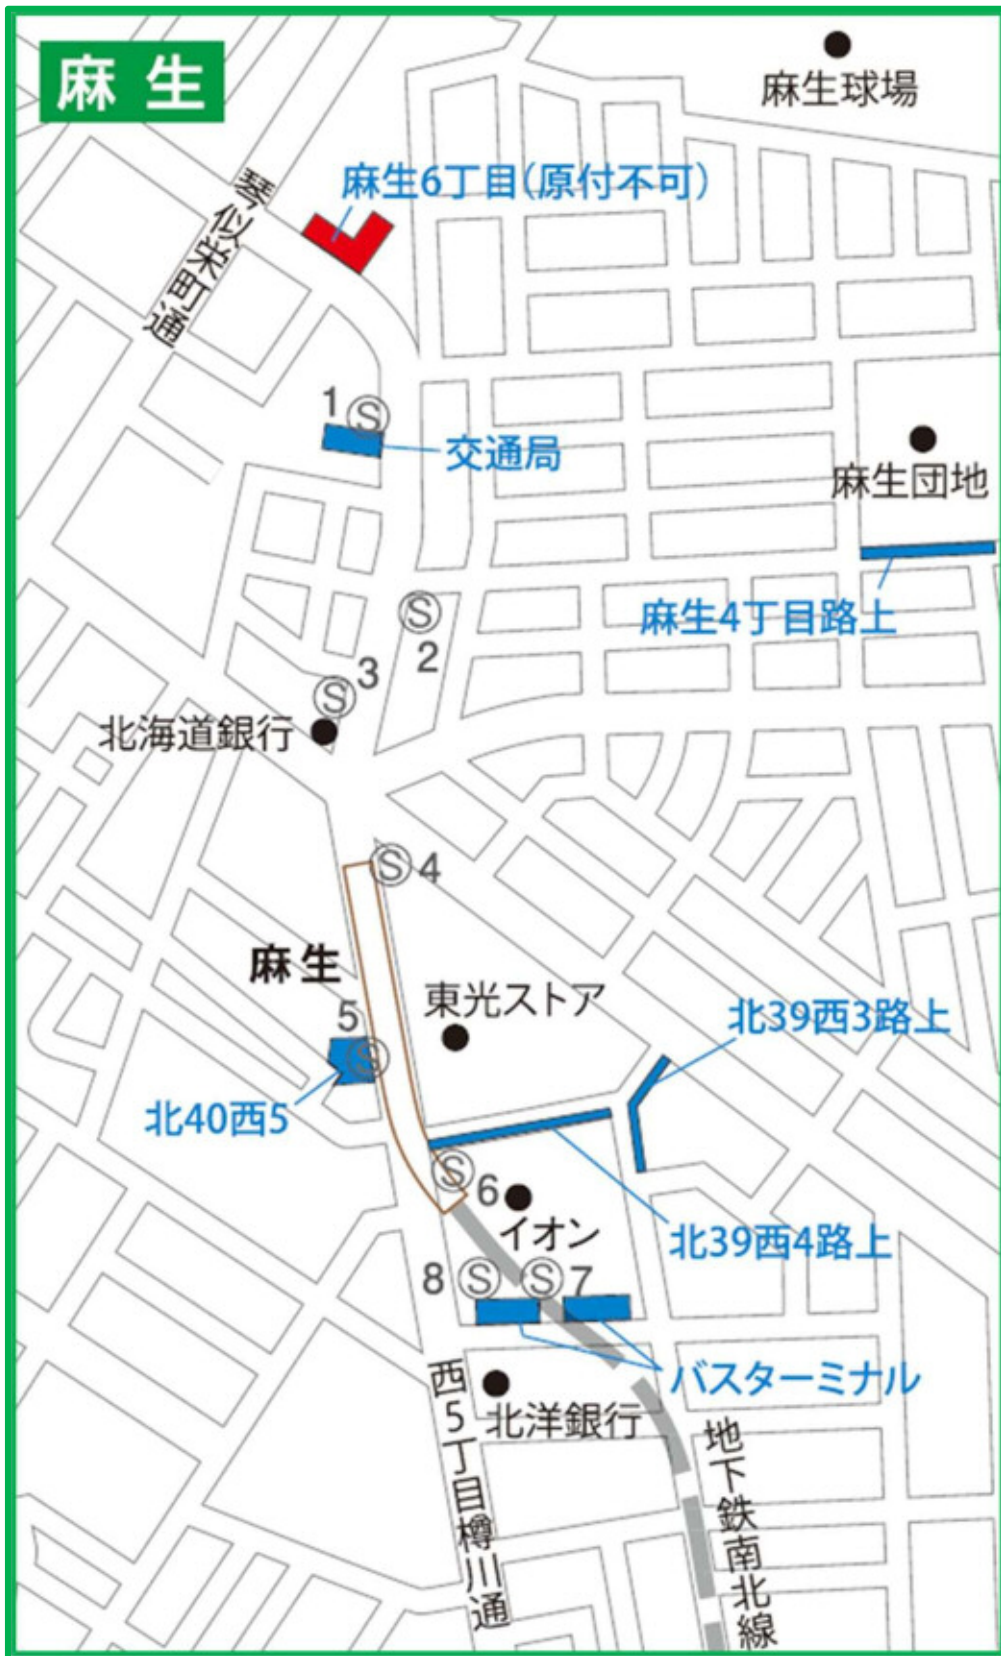 麻生
麻生球場
麻生6丁目(原付不可)
琴似栄町通
1 Ⓢ
交通局
麻生団地
麻生4丁目路上
Ⓢ
2
Ⓢ 3
北海道銀行
Ⓢ 4
麻生
東光ストア
5
Ⓢ
北39西3路上
北40西5
Ⓢ 6
イオン
北39西4路上
8 Ⓢ Ⓢ 7
バスターミナル
北洋銀行
西5丁目樽川通
地下鉄南北線